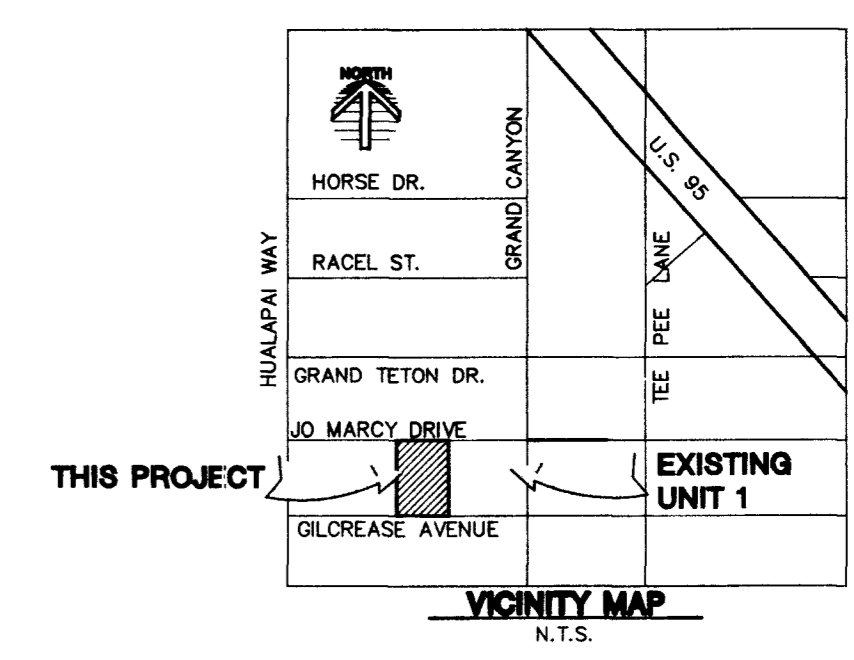 NORTH
GRAND CANYON
U.S. 95
HORSE DR.
HUALAPAI WAY
RACEL ST.
TEE PEE LANE
GRAND TETON DR.
JO MARCY DRIVE
THIS PROJECT
EXISTING
UNIT 1
GILCREASE AVENUE
VICINITY MAP
N.T.S.